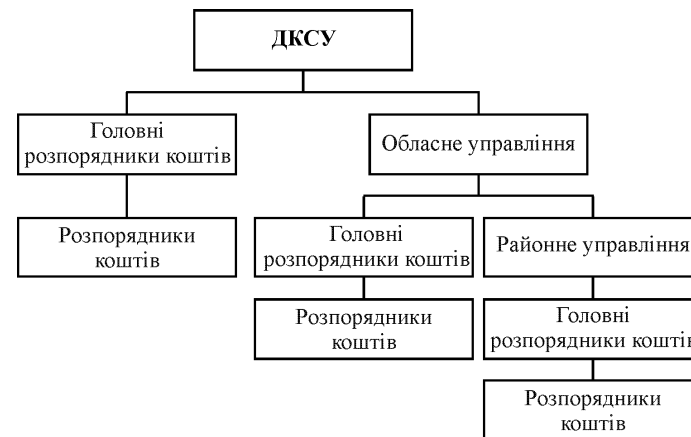 ДКСУ
Головні
розпорядники коштів
Обласне управління
Розпорядники
коштів
Головні
розпорядники коштів
Районне управління
Розпорядники
коштів
Головні
розпорядники коштів
Розпорядники
коштів